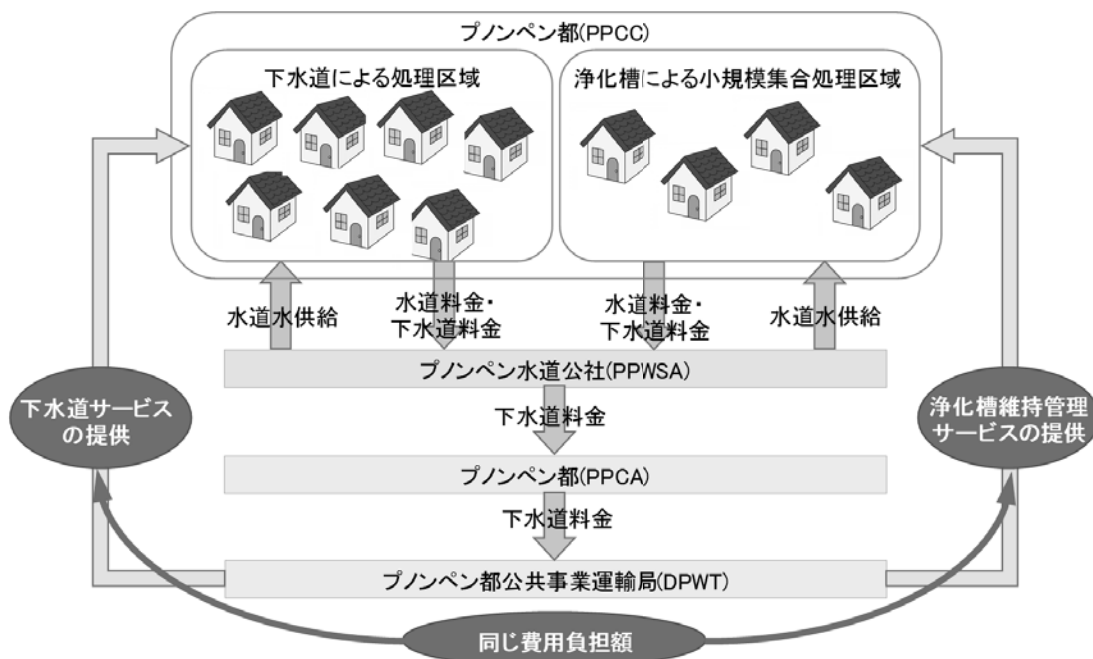 プノンペン都(PPCC)
下水道による処理区域
浄化槽による小規模集合処理区域
水道水供給
水道料金・
下水道料金
水道料金・
下水道料金
水道水供給
プノンペン水道公社(PPWSA)
下水道サービス
の提供
下水道料金
浄化槽維持管理
サービスの提供
プノンペン都(PPCA)
下水道料金
プノンペン都公共事業運輸局(DPWT)
同じ費用負担額